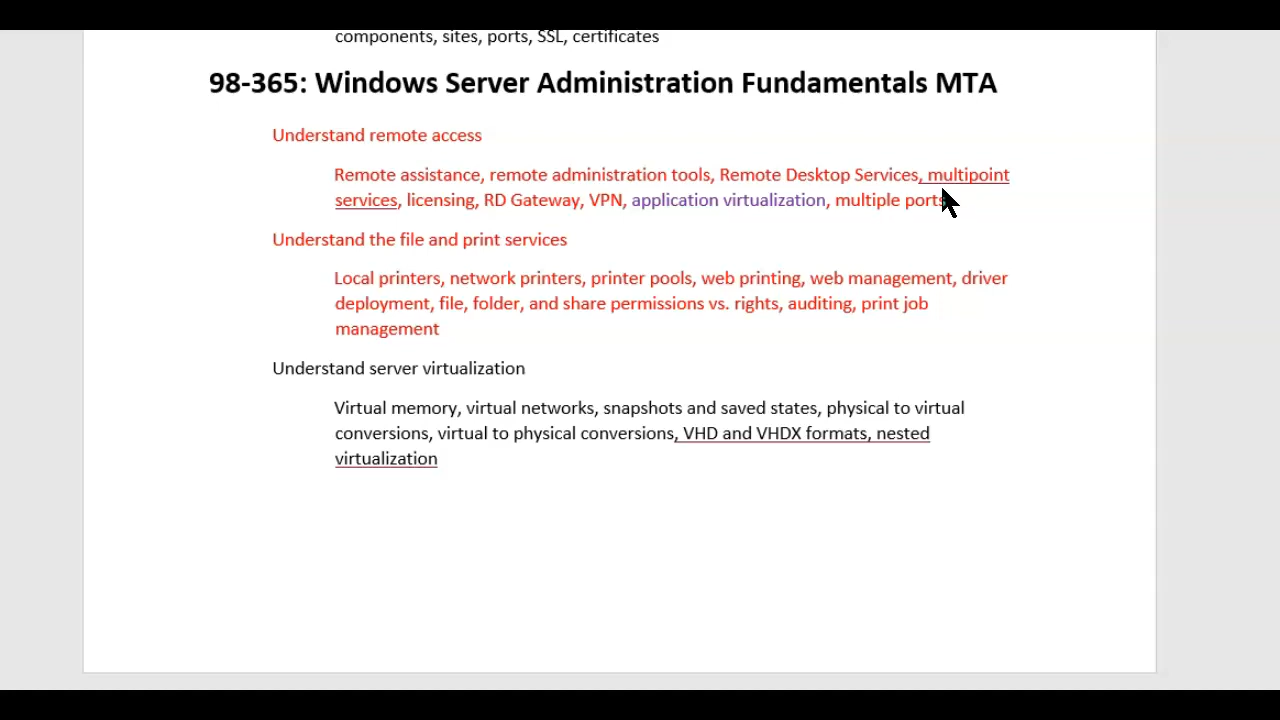 components, sites, ports, SSL, certificates
98-365: Windows Server Administration Fundamentals MTA
Understand remote access
Remote assistance, remote administration tools, Remote Desktop Services, multipoint
services, licensing, RD Gateway, VPN, application virtualization, multiple ports
Understand the file and print services
Local printers, network printers, printer pools, web printing, web management, driver
deployment, file, folder, and share permissions vs. rights, auditing, print job
management
Understand server virtualization
Virtual memory, virtual networks, snapshots and saved states, physical to virtual
conversions, virtual to physical conversions, VHD and VHDX formats, nested
virtualization